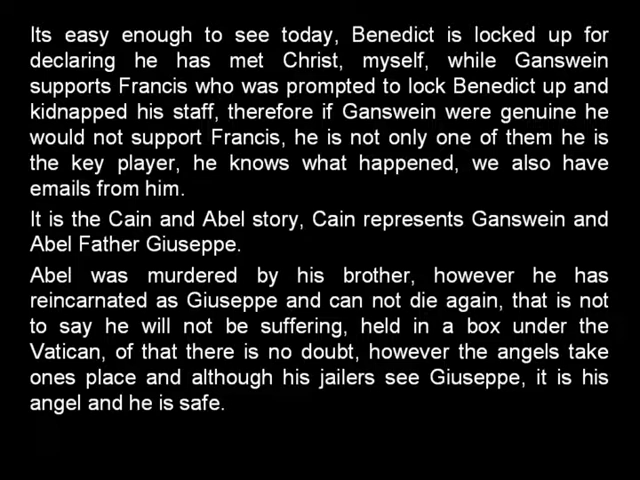 Its easy enough to see today, Benedict is locked up for
declaring he has met Christ, myself, while Ganswein
supports Francis who was prompted to lock Benedict up and
kidnapped his staff, therefore if Ganswein were genuine he
would not support Francis, he is not only one of them he is
the key player, he knows what happened, we also have
emails from him.
It is the Cain and Abel story, Cain represents Ganswein and
Abel Father Giuseppe.
Abel was murdered by his brother, however he has
reincarnated as Giuseppe and can not die again, that is not
to say he will not be suffering, held in a box under the
Vatican, of that there is no doubt, however the angels take
ones place and although his jailers see Giuseppe, it is his
angel and he is safe.